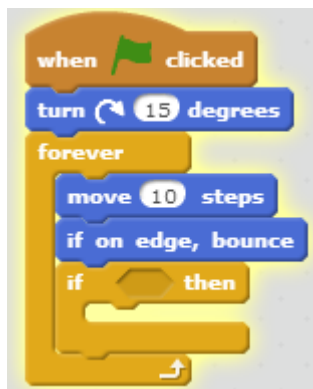 when clicked
turn 15 degrees
forever
move 10 steps
if on edge, bounce
if then